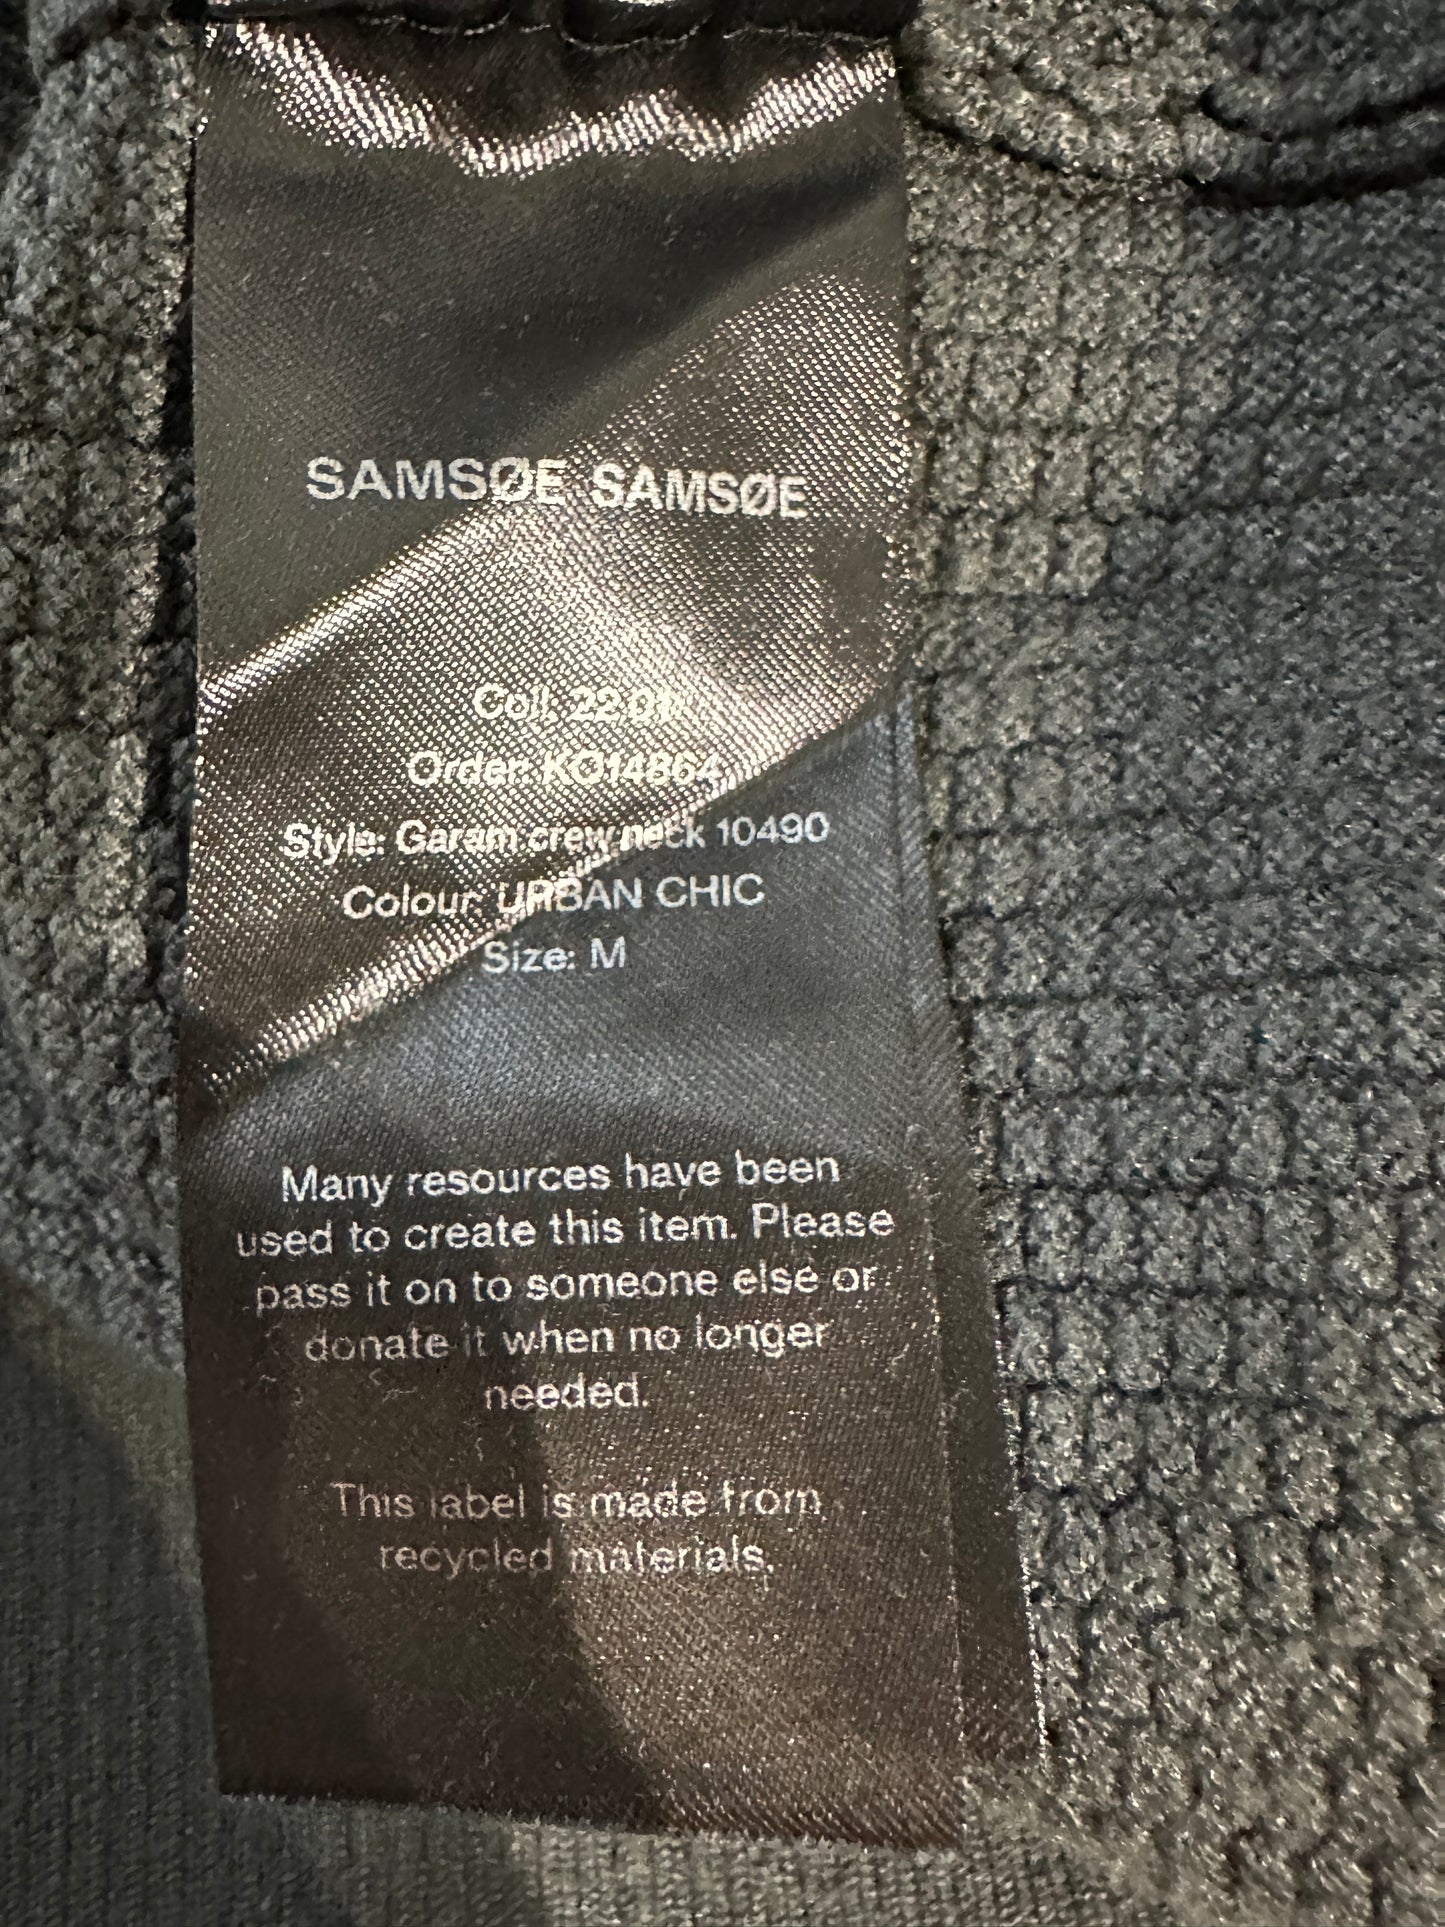 SAMSØE SAMSØE
Coll. 22.01
Order: KO14864
Style: Garam crew neck 10490
Colour: URBAN CHIC
Size: M
Many resources have been
used to create this item. Please
pass it on to someone else or
donate it when no longer
needed.
This label is made from
recycled materials.